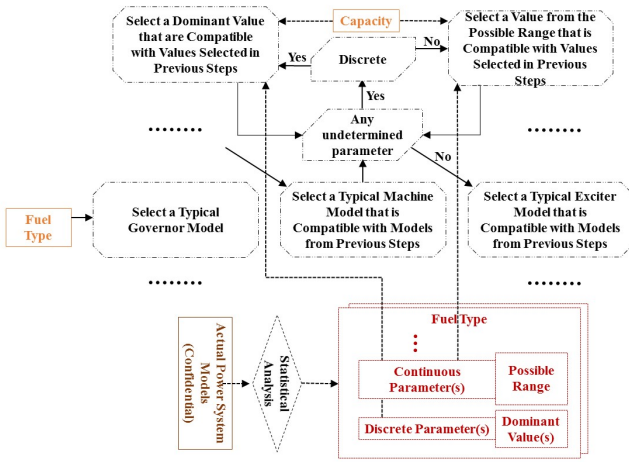 Select a Dominant Value
that are Compatible
with Values Selected in
Previous Steps
Capacity
Select a Value from the
Possible Range that is
Compatible with Values
Selected in Previous
Steps
Yes
Discrete
No
Yes
Any
undetermined
parameter
No
Fuel
Type
Select a Typical
Governor Model
Select a Typical Machine
Model that is
Compatible with Models
from Previous Steps
Select a Typical Exciter
Model that is
Compatible with Models
from Previous Steps
Actual Power System
Models
(Confidential)
Statistical
Analysis
Fuel Type
Continuous
Parameter(s)
Possible
Range
Discrete Parameter(s)
Dominant
Value(s)